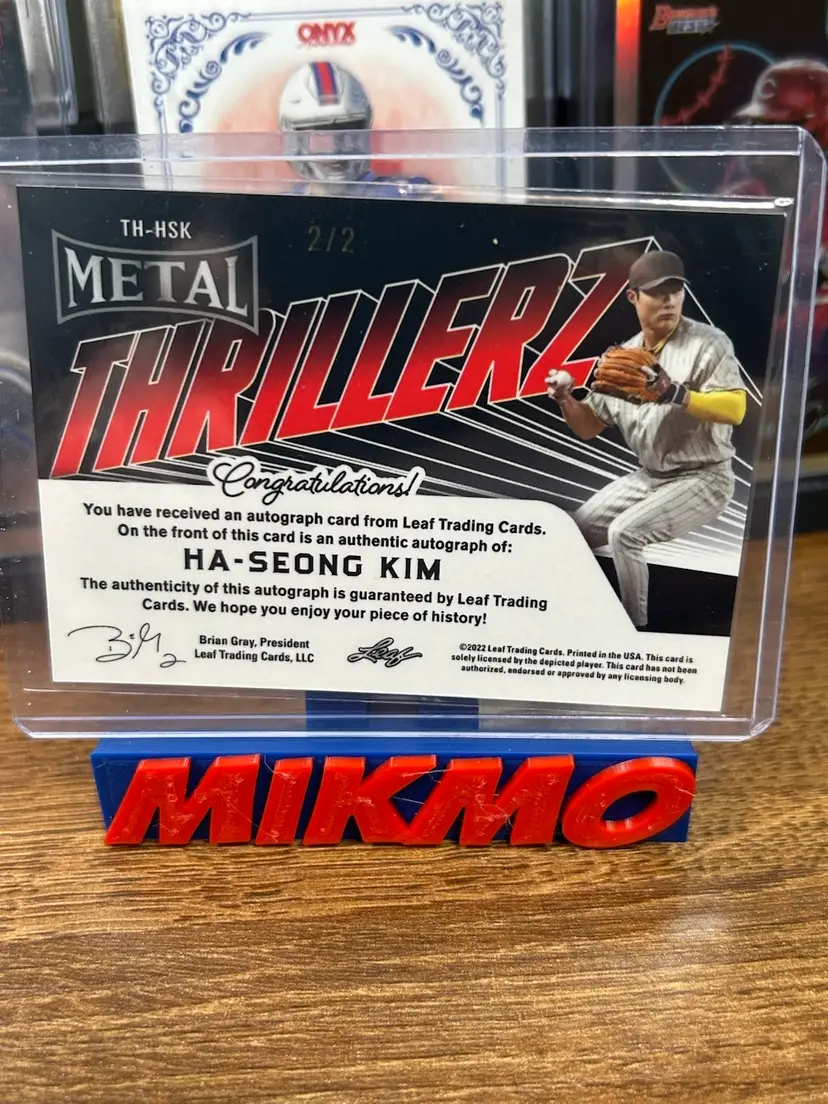 ONYX
Bowman's
BEST
TH-HSK
2/2
METAL
THRILLERZ
Congratulations!
You have received an autograph card from Leaf Trading Cards.
On the front of this card is an authentic autograph of:
HA-SEONG KIM
The authenticity of this autograph is guaranteed by Leaf Trading
Cards. We hope you enjoy your piece of history!
Brian Gray, President
Leaf Trading Cards, LLC
Leaf
©2022 Leaf Trading Cards. Printed in the USA. This card is
solely licensed by the depicted player. This card has not been
authorized, endorsed or approved by any licensing body.
MIKMO